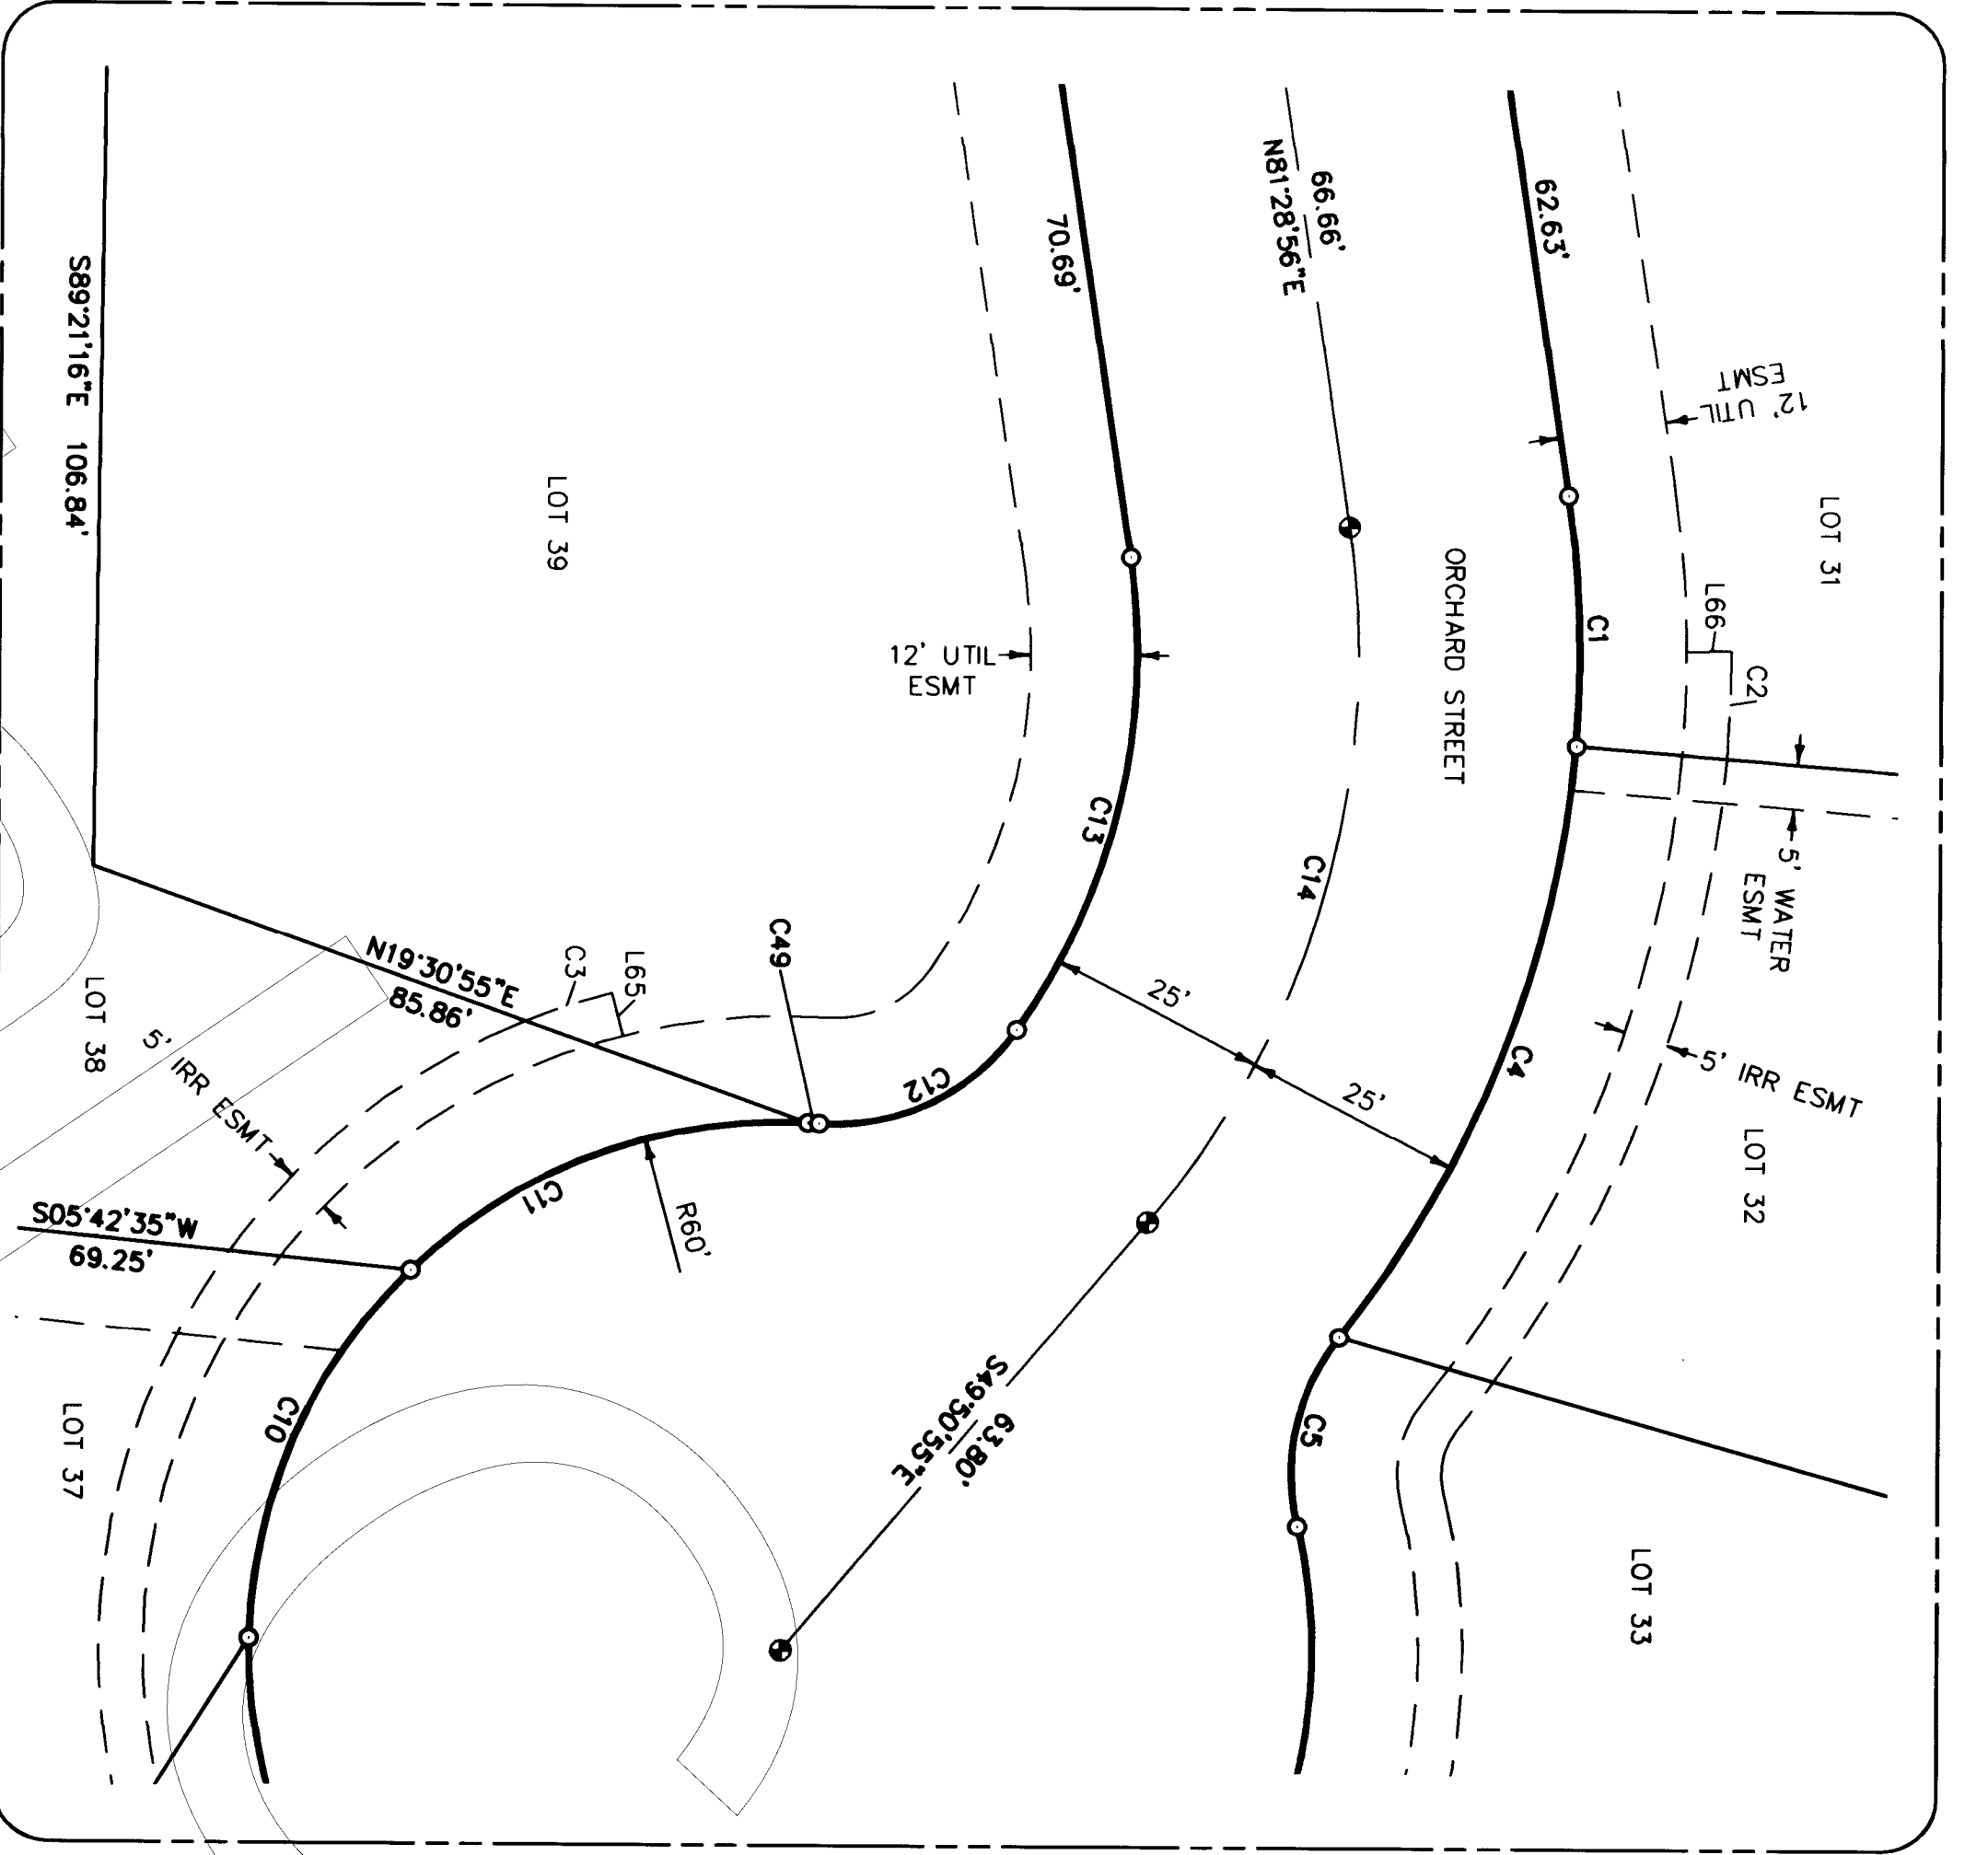 LOT 31
12' UTIL
ESMT
62.63'
66.66'
N81°28'56"E
70.69'
S89°21'16"E 106.84'
LOT 39
ORCHARD STREET
L66
C2
C1
12' UTIL
ESMT
5' WATER
ESMT
C13
C14
C49
25'
25'
C4
5' IRR ESMT
N19°30'55"E
85.86'
C3
L65
LOT 38
5' IRR ESMT
C12
C11
R60'
LOT 32
S05°42'35"W
69.25'
S49°50'55"E
63.80'
C5
C10
LOT 37
LOT 33